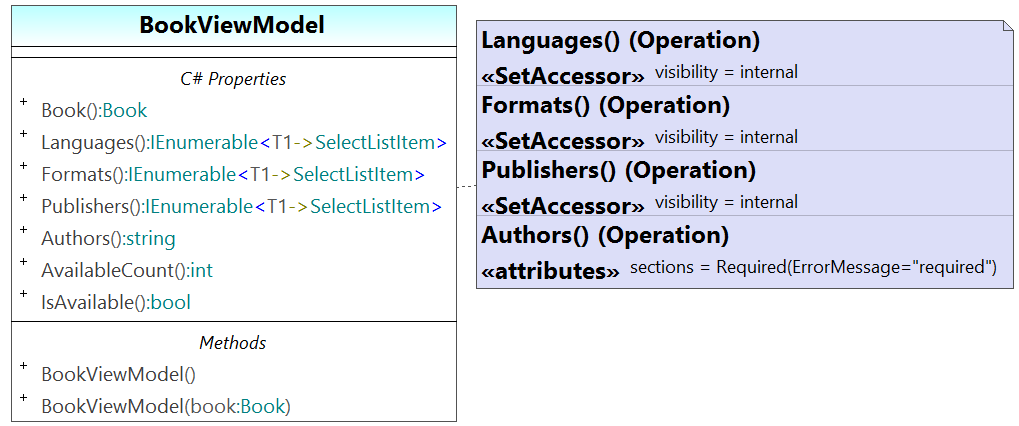 BookViewModel
C# Properties
+ Book():Book
+ Languages():IEnumerable<T1->SelectListItem>
+ Formats():IEnumerable<T1->SelectListItem>
+ Publishers():IEnumerable<T1->SelectListItem>
+ Authors():string
+ AvailableCount():int
+ IsAvailable():bool
Methods
+ BookViewModel()
+ BookViewModel(book:Book)
Languages() (Operation)
«SetAccessor» visibility = internal
Formats() (Operation)
«SetAccessor» visibility = internal
Publishers() (Operation)
«SetAccessor» visibility = internal
Authors() (Operation)
«attributes» sections = Required(ErrorMessage="required")